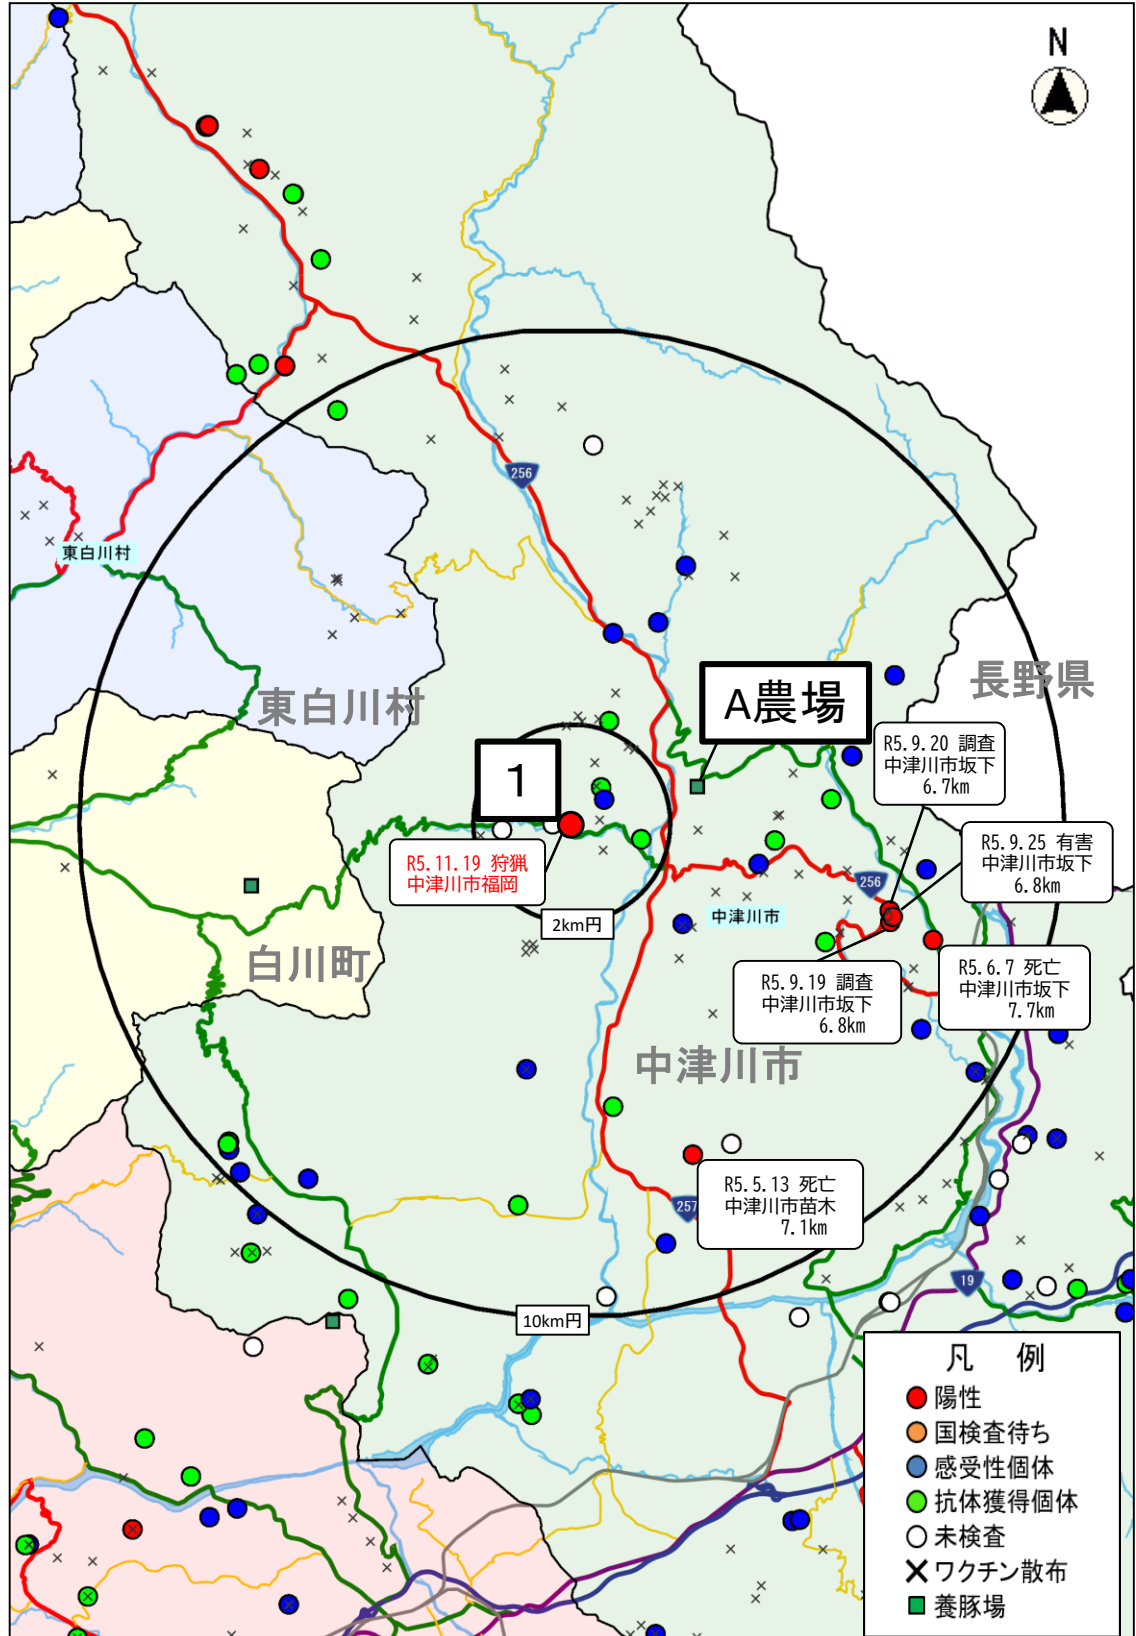 N
256
東白川村
長野県
東白川村
A農場
R5.9.20 調査
中津川市坂下
6.7km
1
R5.9.25 有害
中津川市坂下
6.8km
R5.11.19 狩猟
中津川市福岡
256
2km円
中津川市
白川町
R5.9.19 調査
中津川市坂下
6.8km
R5.6.7 死亡
中津川市坂下
7.7km
中津川市
R5.5.13 死亡
中津川市苗木
7.1km
257
19
10km円
凡 例
陽性
国検査待ち
感受性個体
抗体獲得個体
未検査
ワクチン散布
養豚場